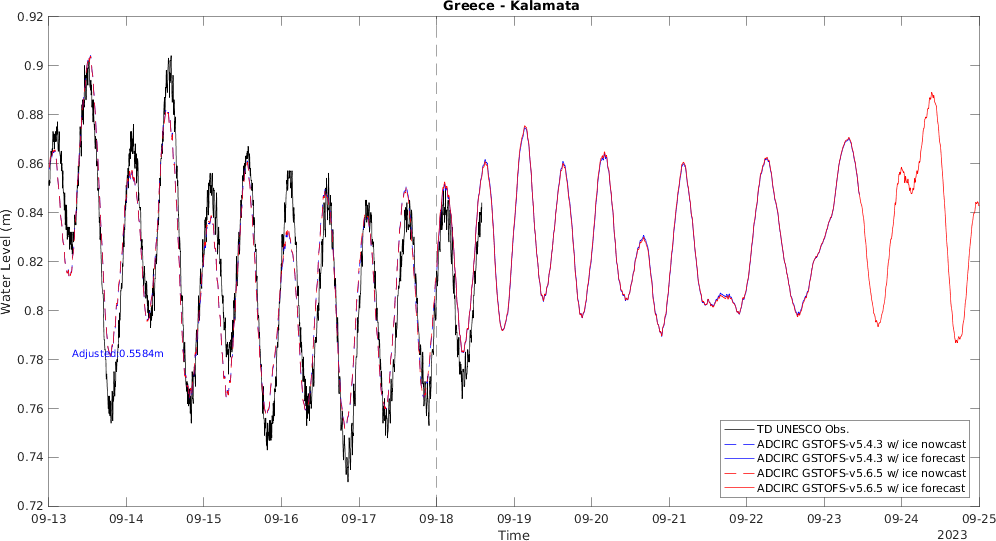 Greece - Kalamata
0.92
0.9
0.88
0.86
0.84
0.82
0.8
0.78
0.76
0.74
0.72
Water Level (m)
Adjusted 0.5584m
TD UNESCO Obs.
ADCIRC GSTOFS-v5.4.3 w/ ice nowcast
ADCIRC GSTOFS-v5.4.3 w/ ice forecast
ADCIRC GSTOFS-v5.6.5 w/ ice nowcast
ADCIRC GSTOFS-v5.6.5 w/ ice forecast
09-13 09-14 09-15 09-16 09-17 09-18 09-19 09-20 09-21 09-22 09-23 09-24 09-25
Time
2023